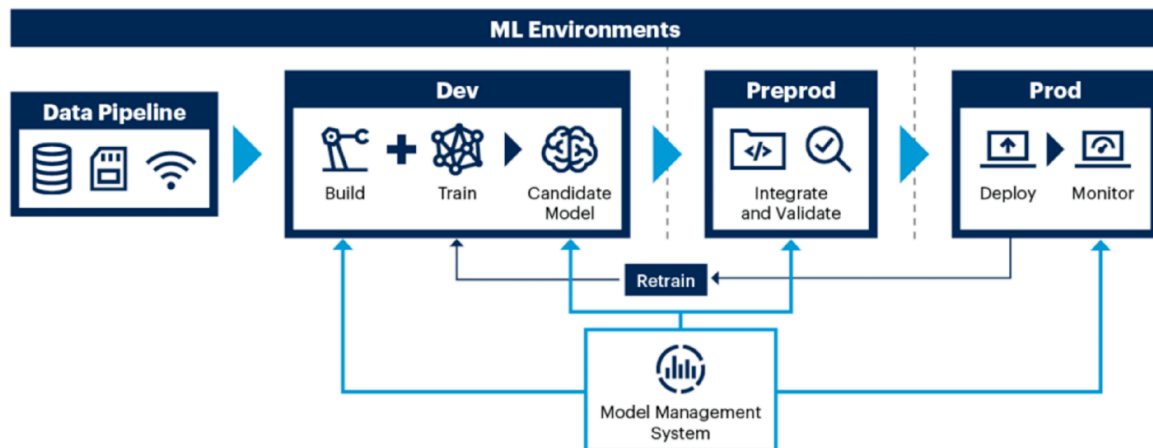 ML Environments
Data Pipeline
Dev
Build
Train
Candidate
Model
Preprod
</>
Integrate
and Validate
Prod
Deploy
Monitor
Retrain
Model Management
System